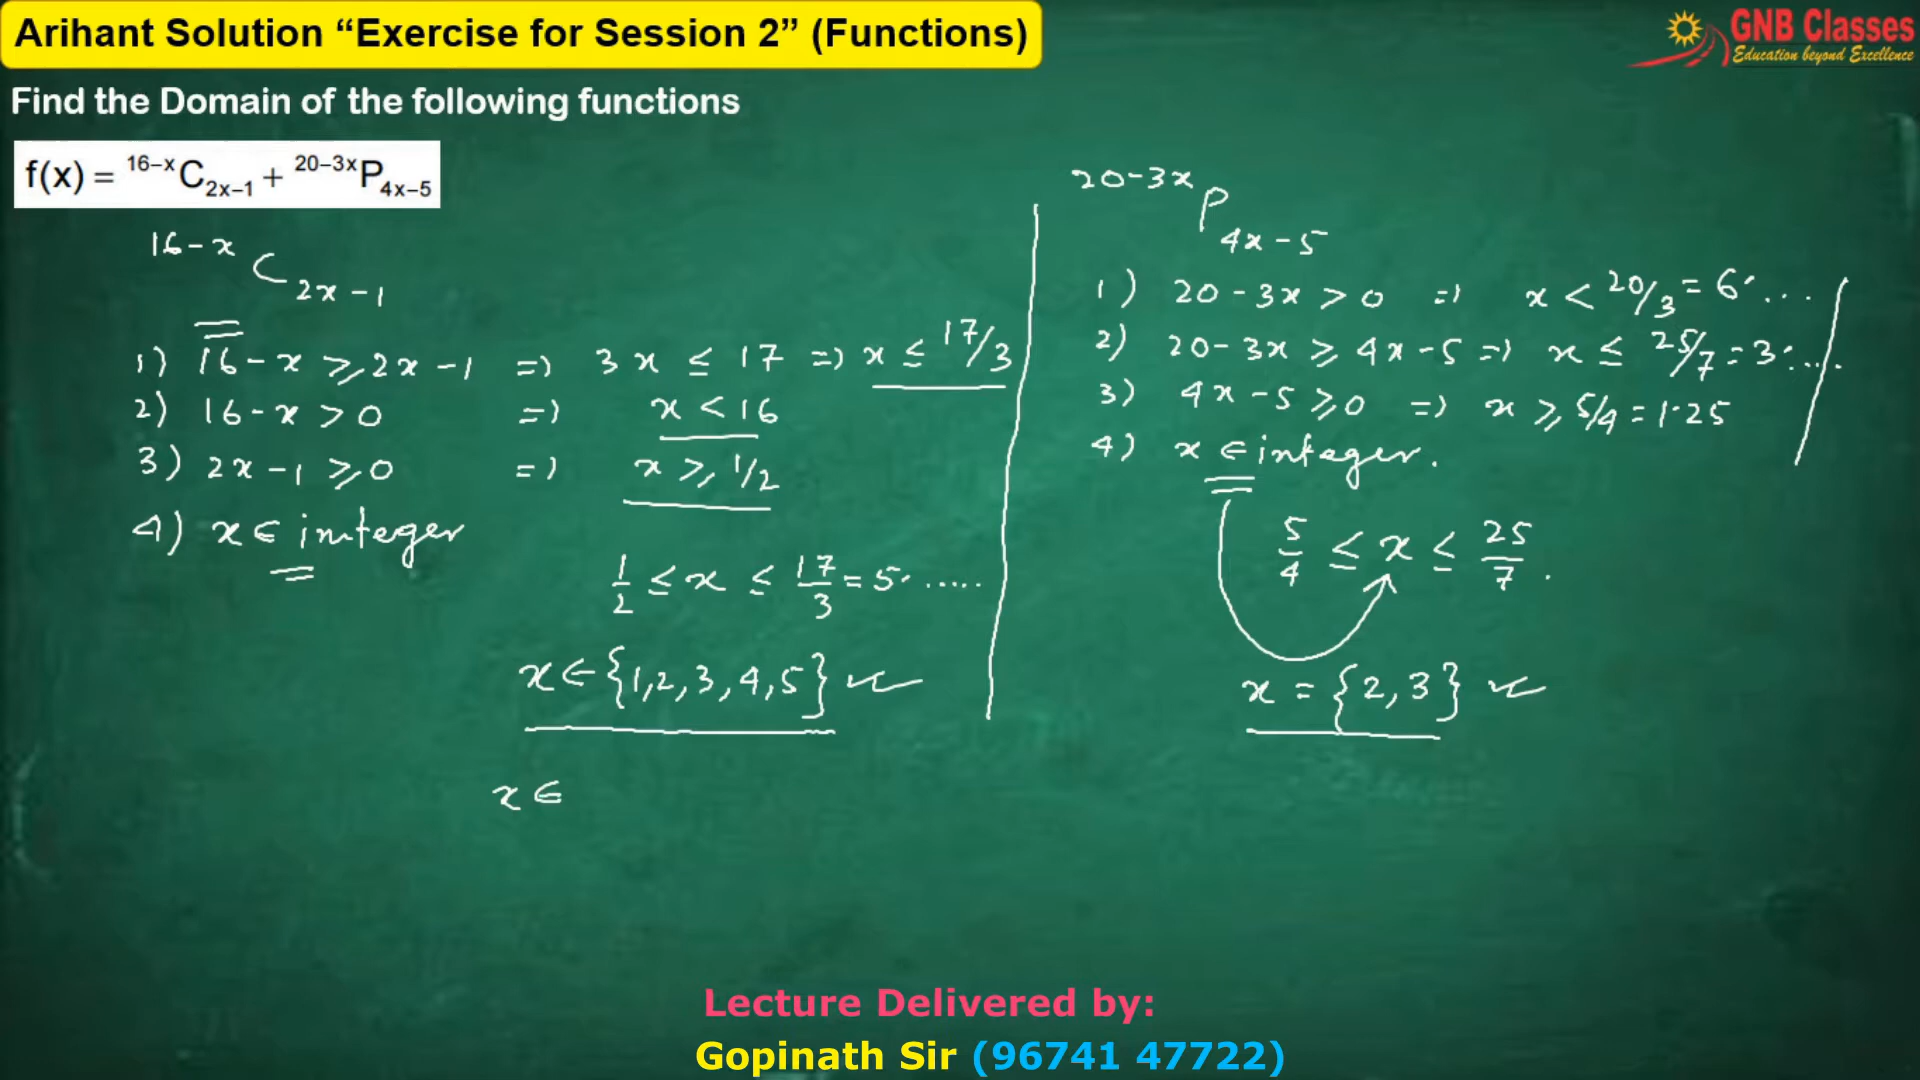 Arihant Solution “Exercise for Session 2” (Functions)
GNB Classes
Education beyond Excellence
Find the Domain of the following functions
f(x) = ¹⁶⁻ˣC₂ₓ₋₁ + ²⁰⁻³ˣP₄ₓ₋₅
16-x C 2x-1
1) 16-x ≥ 2x-1 => 3x ≤ 17 => x ≤ 17/3
2) 16-x > 0 => x < 16
3) 2x-1 ≥ 0 => x ≥ 1/2
4) x ∈ integer
1/2 ≤ x ≤ 17/3 = 5.......
x ∈ {1,2,3,4,5}
x ∈
20-3x P 4x-5
1) 20-3x > 0 => x < 20/3 = 6....
2) 20-3x ≥ 4x-5 => x ≤ 25/7 = 3.....
3) 4x-5 ≥ 0 => x ≥ 5/4 = 1.25
4) x ∈ integer.
5/4 ≤ x ≤ 25/7.
x = {2,3}
Lecture Delivered by:
Gopinath Sir (96741 47722)